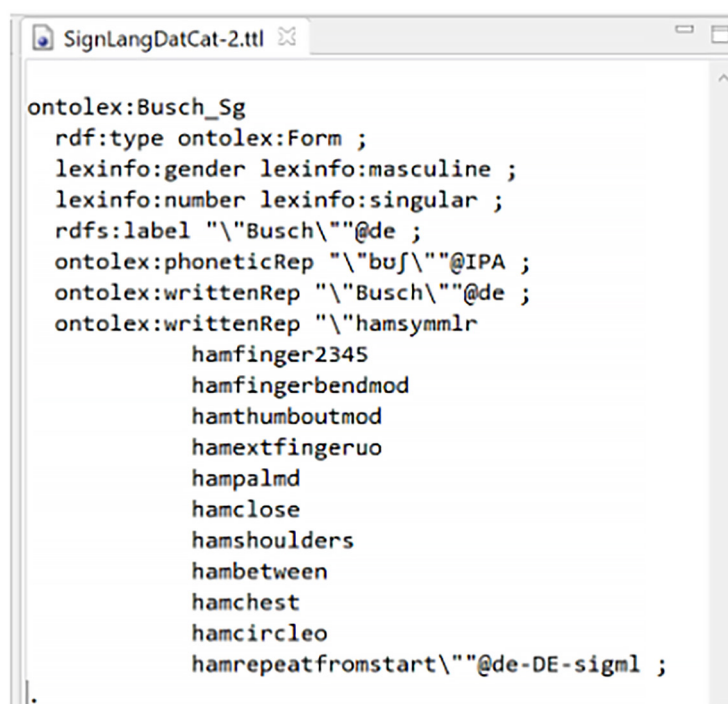 SignLangDatCat-2.ttl
ontolex:Busch_Sg
rdf:type ontolex:Form ;
lexinfo:gender lexinfo:masculine ;
lexinfo:number lexinfo:singular ;
rdfs:label "\"Busch\""@de ;
ontolex:phoneticRep "\"bʊʃ\""@IPA ;
ontolex:writtenRep "\"Busch\""@de ;
ontolex:writtenRep "\"hamsymmlr
hamfinger2345
hamfingerbendmod
hamthumboutmod
hamextfingeruo
hampalmd
hamclose
hamshoulders
hambetween
hamchest
hamcircleo
hamrepeatfromstart\""@de-DE-sigml ;
.